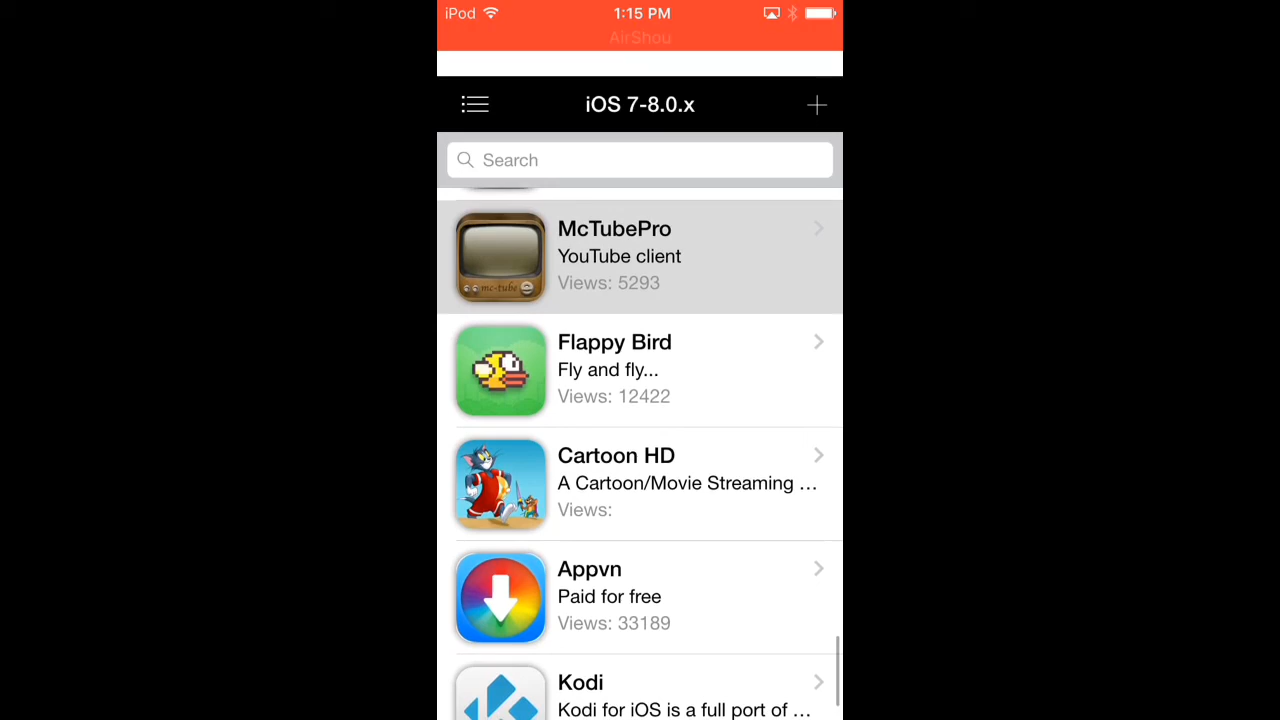 iPod 1:15 PM
AirShou
iOS 7-8.0.x
Search
McTubePro
YouTube client
Views: 5293
mc-tube
Flappy Bird
Fly and fly...
Views: 12422
Cartoon HD
A Cartoon/Movie Streaming ...
Views:
Appvn
Paid for free
Views: 33189
Kodi
Kodi for iOS is a full port of ...